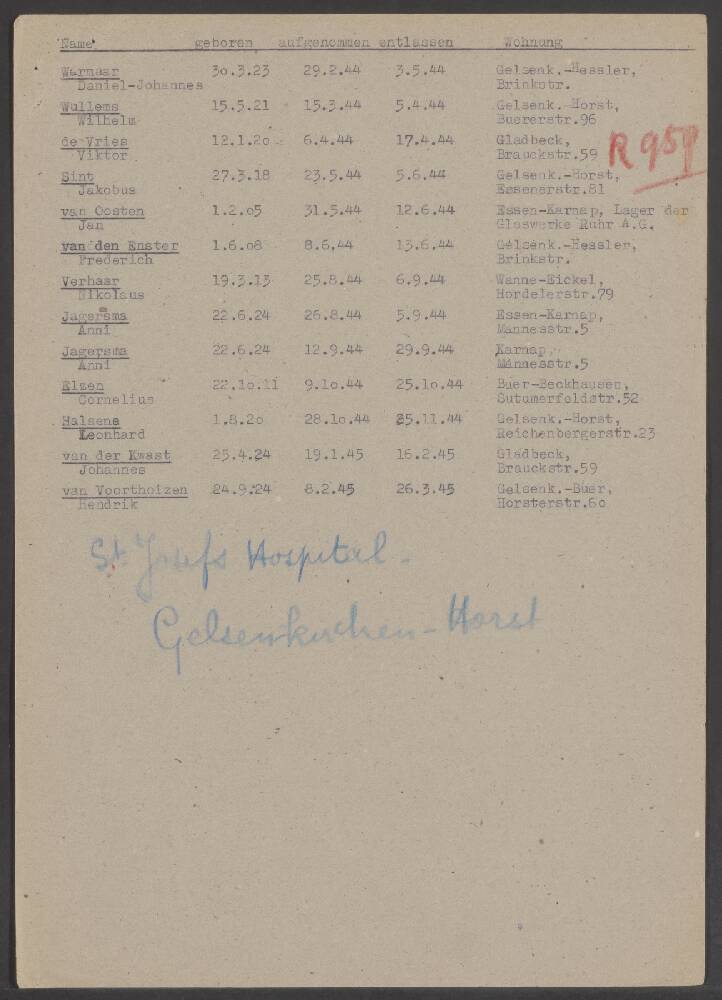 Name geboren aufgenommen entlassen Wohnung
Warnaar 30.3.23 29.2.44 3.5.44 Gelsenk.-Hessler,
Daniel-Johannes Brinkstr.
Wullems 15.5.21 15.3.44 5.4.44 Gelsenk.-Horst,
Wilhelm Buererstr.96
de Vries 12.1.20 6.4.44 17.4.44 Gladbeck,
Viktor Brauckstr.59
R 959
Sint 27.3.18 23.5.44 5.6.44 Gelsenk.-Horst,
Jakobus Essenerstr.81
van Oosten 1.2.05 31.5.44 12.6.44 Essen-Karnap, Lager der
Jan Glaswerke Ruhr A.G.
van den Enster 1.6.08 8.6.44 13.6.44 Gelsenk.-Hessler,
Frederich Brinkstr.
Verhaar 19.3.13 25.8.44 6.9.44 Wanne-Eickel,
Nikolaus Hordelerstr.79
Jagersma 22.6.24 26.8.44 5.9.44 Essen-Karnap,
Anni Mannesstr.5
Jagersma 22.6.24 12.9.44 29.9.44 Karnap,
Anni Männesstr.5
Elzen 22.10.11 9.10.44 25.10.44 Buer-Beckhausen,
Cornelius Sutumerfeldstr.52
Halsena 1.8.20 28.10.44 25.11.44 Gelsenk.-Horst,
Leonhard Reichenbergerstr.23
van der Kwast 25.4.24 19.1.45 16.2.45 Gladbeck,
Johannes Brauckstr.59
van Voorthoizen 24.9.24 8.2.45 26.3.45 Gelsenk.-Buer,
Hendrik Horsterstr.60
St. Josefs Hospital.
Gelsenkirchen-Horst